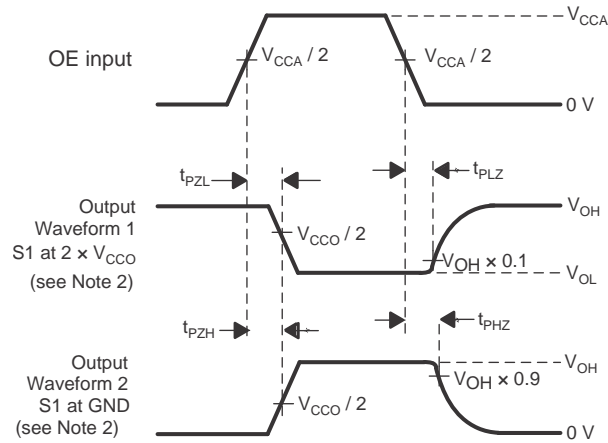 V_CCA
OE input
V_CCA / 2
V_CCA / 2
0 V
t_PZL
t_PLZ
Output
Waveform 1
S1 at 2 × V_CCO
(see Note 2)
V_OH
V_CCO / 2
V_OH × 0.1
V_OL
t_PZH
t_PHZ
Output
Waveform 2
S1 at GND
(see Note 2)
V_OH
V_OH × 0.9
V_CCO / 2
0 V